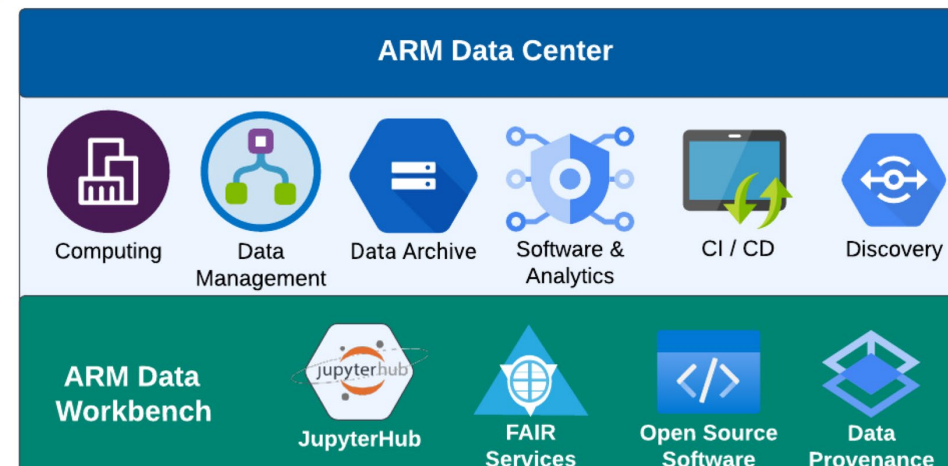 ARM Data Center
Computing
Data
Management
Data Archive
Software &
Analytics
CI / CD
Discovery
ARM Data
Workbench
jupyterhub
JupyterHub
FAIR
Services
Open Source
Software
Data
Provenance